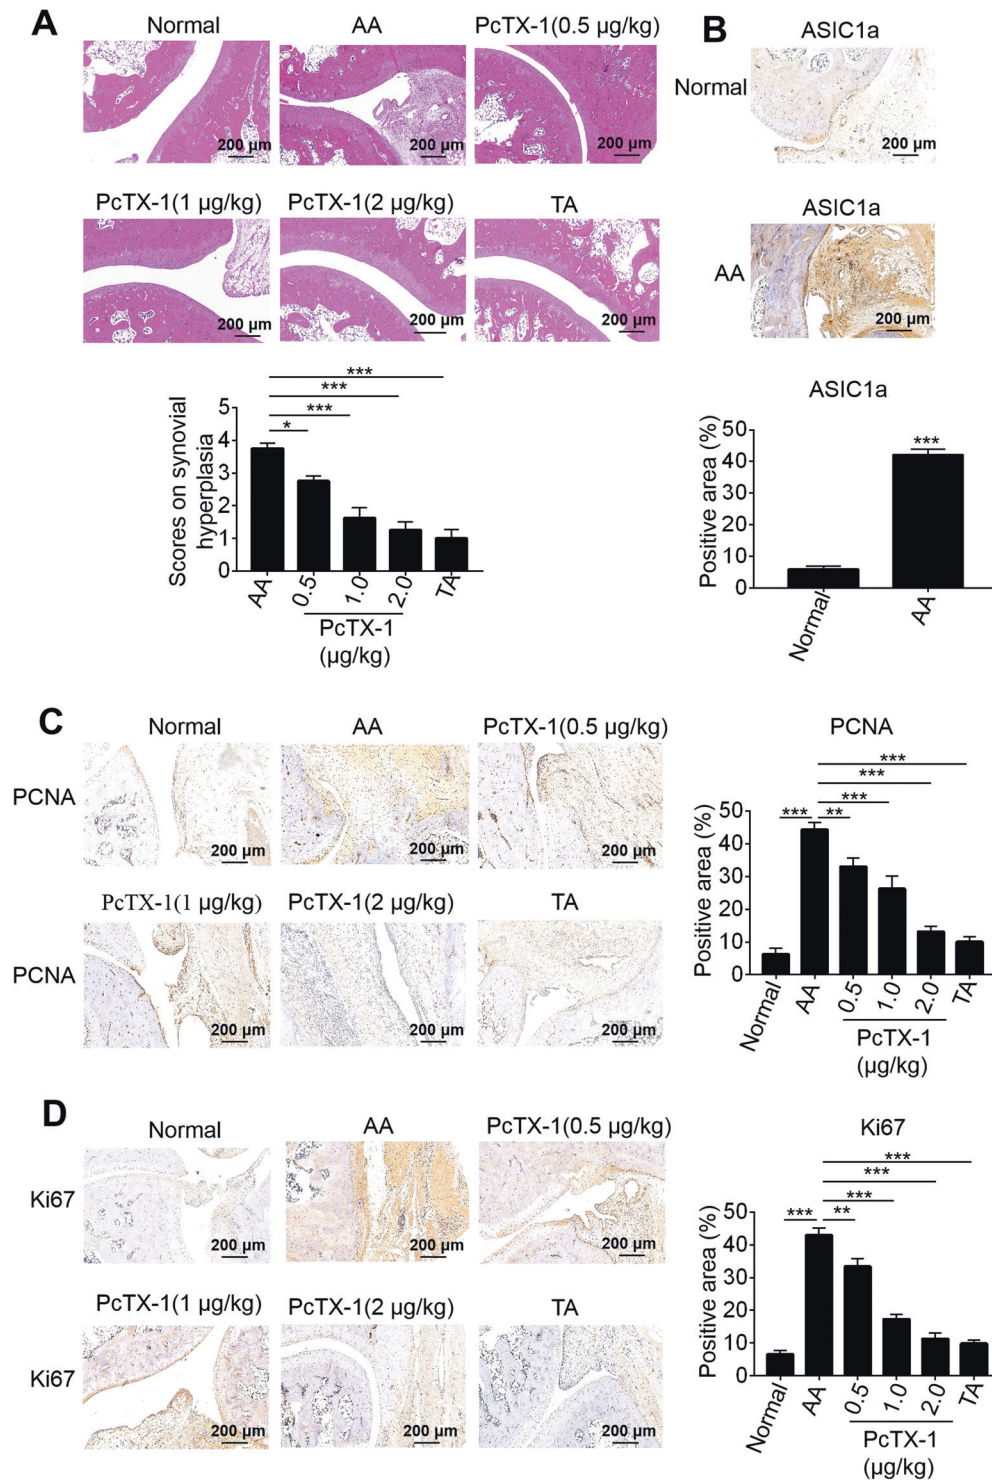 A
Normal
AA
PcTX-1(0.5 µg/kg)
200 µm
200 µm
200 µm
PcTX-1(1 µg/kg)
PcTX-1(2 µg/kg)
TA
200 µm
200 µm
200 µm
Scores on synovial
hyperplasia
5
4
3
2
1
0
***
***
***
*
AA
0.5
1.0
2.0
TA
PcTX-1
(µg/kg)
B
ASIC1a
Normal
200 µm
ASIC1a
AA
200 µm
ASIC1a
Positive area (%)
50
40
30
20
10
0
***
Normal
AA
C
Normal
AA
PcTX-1(0.5 µg/kg)
PCNA
200 µm
200 µm
200 µm
PcTX-1(1 µg/kg)
PcTX-1(2 µg/kg)
TA
PCNA
200 µm
200 µm
200 µm
PCNA
Positive area (%)
50
40
30
20
10
0
***
***
***
***
**
Normal
AA
0.5
1.0
2.0
TA
PcTX-1
(µg/kg)
D
Normal
AA
PcTX-1(0.5 µg/kg)
Ki67
200 µm
200 µm
200 µm
PcTX-1(1 µg/kg)
PcTX-1(2 µg/kg)
TA
Ki67
200 µm
200 µm
200 µm
Ki67
Positive area (%)
50
40
30
20
10
0
***
***
***
***
**
Normal
AA
0.5
1.0
2.0
TA
PcTX-1
(µg/kg)